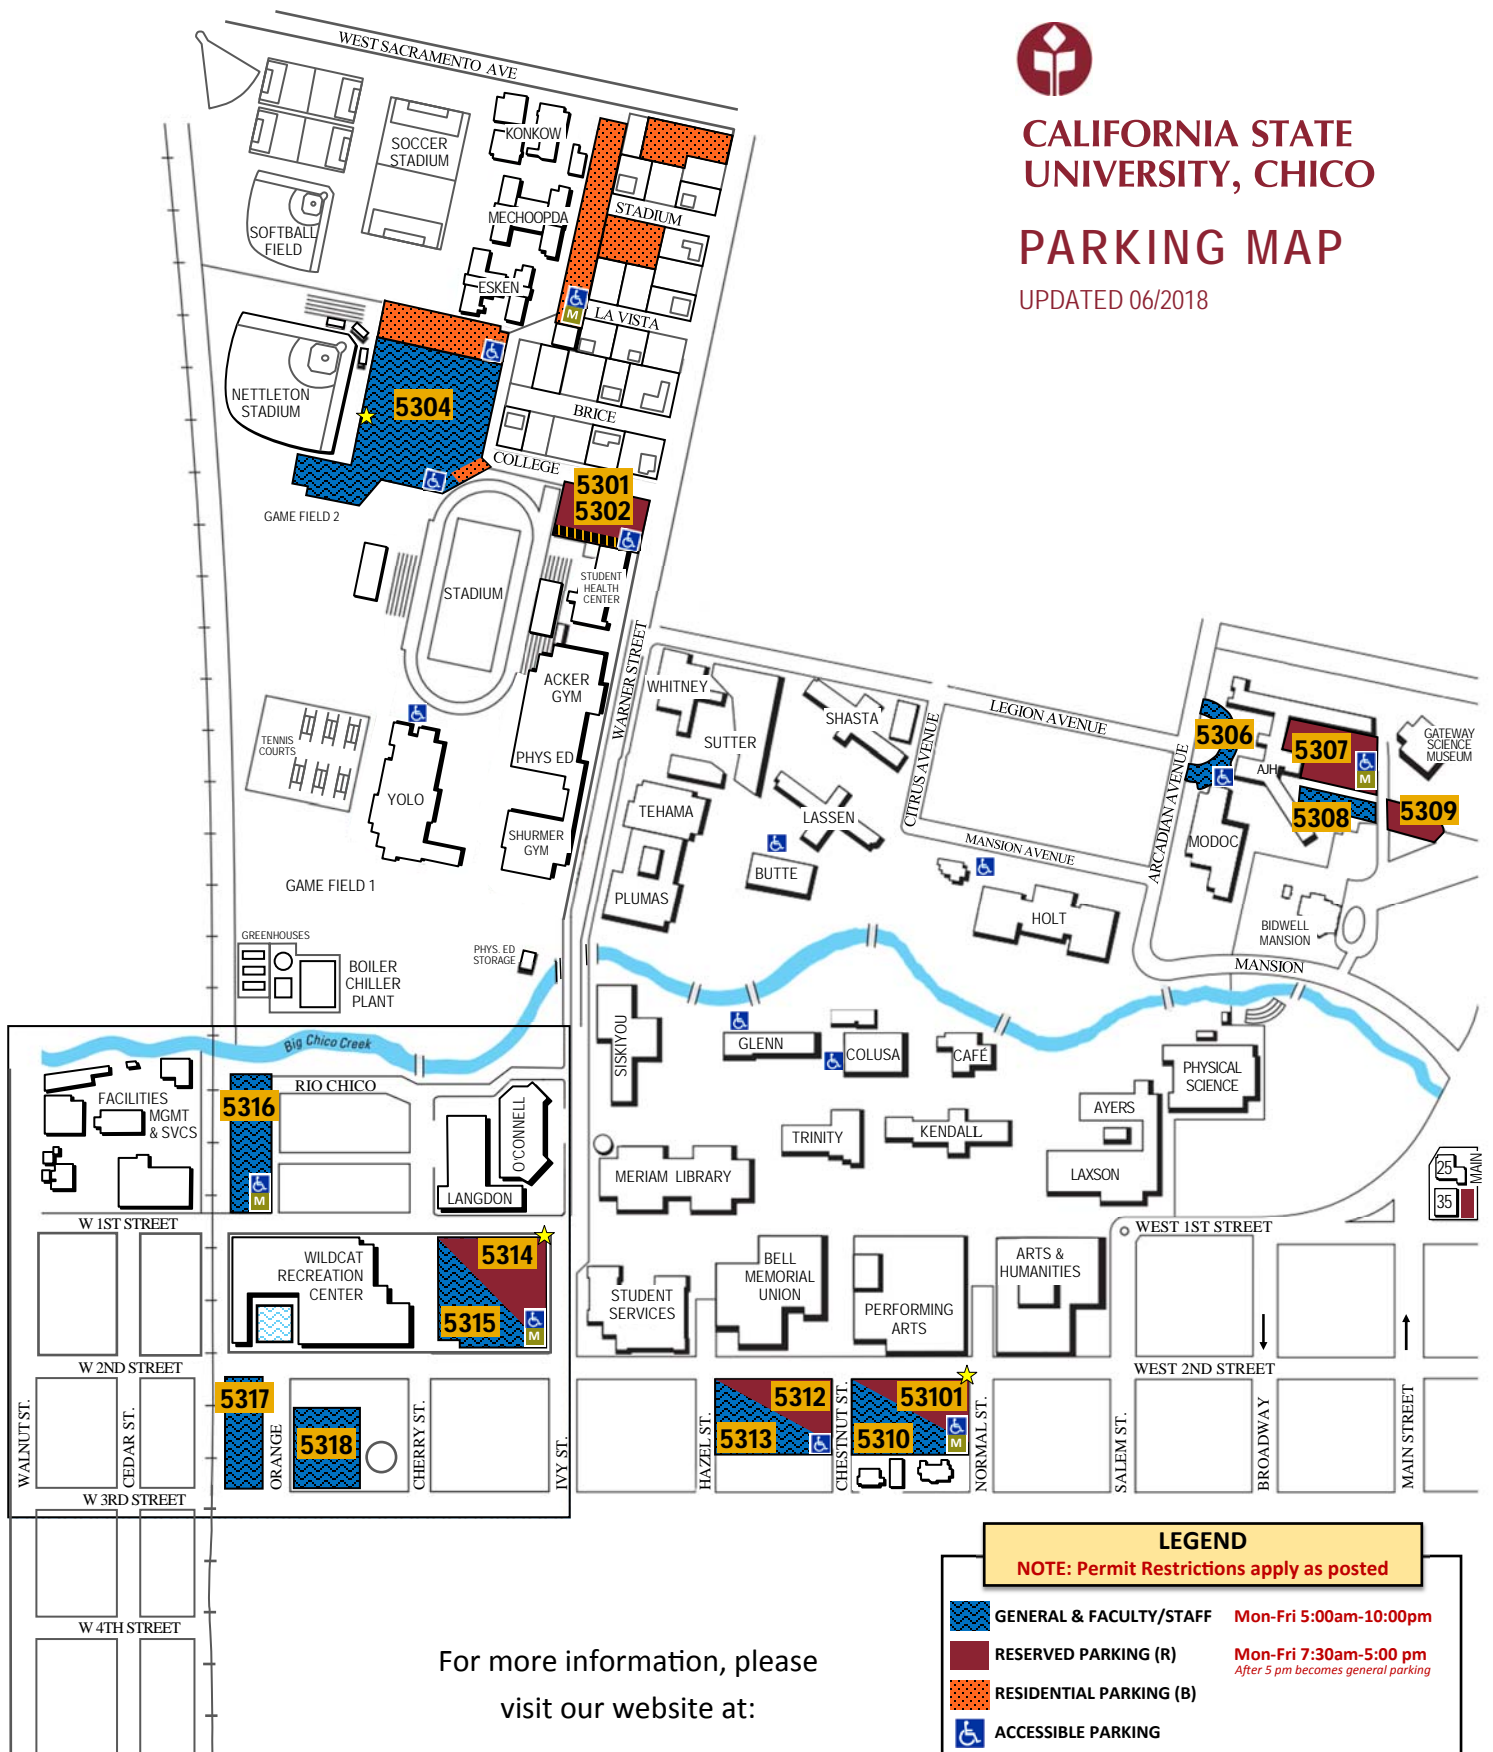 CALIFORNIA STATE
UNIVERSITY, CHICO
PARKING MAP
UPDATED 06/2018
WEST SACRAMENTO AVE
KONKOW
SOCCER
STADIUM
MECHOOPDA
STADIUM
SOFTBALL
FIELD
ESKEN
M
LA VISTA
NETTLETON
STADIUM
5304
BRICE
COLLEGE
5301
5302
GAME FIELD 2
STADIUM
STUDENT
HEALTH
CENTER
WARNER STREET
ACKER
GYM
WHITNEY
SUTTER
SHASTA
CITRUS AVENUE
LEGION AVENUE
ARCADIAN AVENUE
5306
5307
M
GATEWAY
SCIENCE
MUSEUM
AJH
5308
5309
TENNIS
COURTS
PHYS ED
YOLO
SHURMER
GYM
TEHAMA
LASSEN
MANSION AVENUE
MODOC
BUTTE
PLUMAS
HOLT
BIDWELL
MANSION
MANSION
GAME FIELD 1
GREENHOUSES
PHYS. ED
STORAGE
BOILER
CHILLER
PLANT
Big Chico Creek
SISKIYOU
GLENN
COLUSA
CAFÉ
PHYSICAL
SCIENCE
RIO CHICO
FACILITIES
MGMT
& SVCS
5316
M
O'CONNELL
LANGDON
TRINITY
KENDALL
AYERS
MERIAM LIBRARY
LAXSON
25
35
MAIN
W 1ST STREET
WEST 1ST STREET
WILDCAT
RECREATION
CENTER
5314
5315
M
STUDENT
SERVICES
BELL
MEMORIAL
UNION
PERFORMING
ARTS
ARTS &
HUMANITIES
W 2ND STREET
WEST 2ND STREET
WALNUT ST.
CEDAR ST.
5317
ORANGE
5318
CHERRY ST.
IVY ST.
HAZEL ST.
5312
5313
CHESTNUT ST.
53101
5310
M
NORMAL ST.
SALEM ST.
BROADWAY
MAIN STREET
W 3RD STREET
W 4TH STREET
For more information, please
visit our website at:
LEGEND
NOTE: Permit Restrictions apply as posted
GENERAL & FACULTY/STAFF Mon-Fri 5:00am-10:00pm
RESERVED PARKING (R) Mon-Fri 7:30am-5:00 pm
After 5 pm becomes general parking
RESIDENTIAL PARKING (B)
ACCESSIBLE PARKING